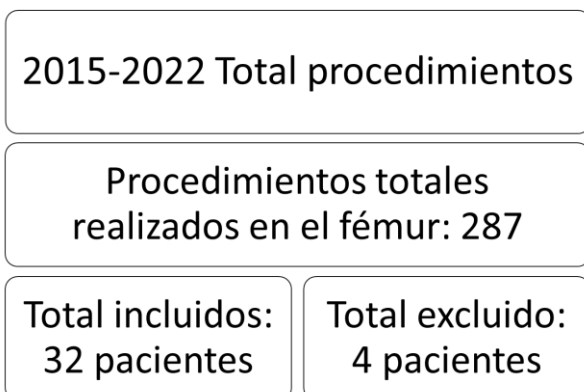 2015-2022 Total procedimientos
Procedimientos totales
realizados en el fémur: 287
Total incluidos:
32 pacientes
Total excluido:
4 pacientes